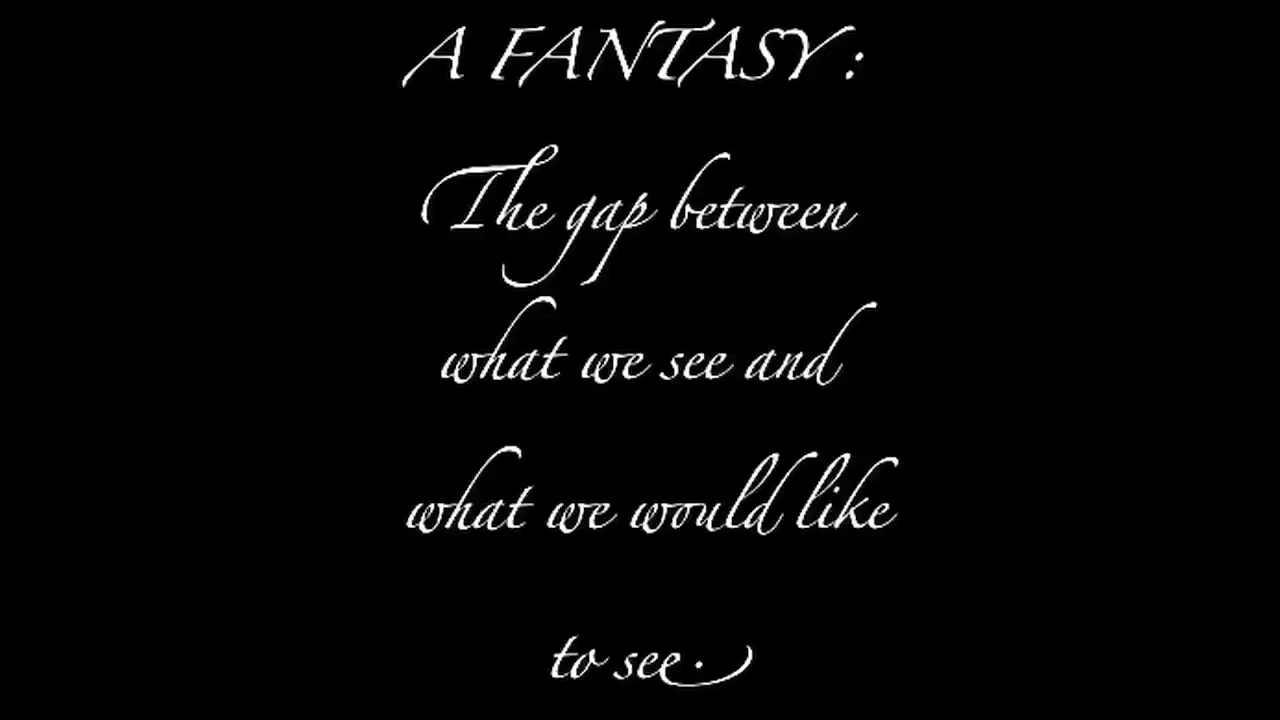 A FANTASY:
The gap between
what we see and
what we would like
to see.